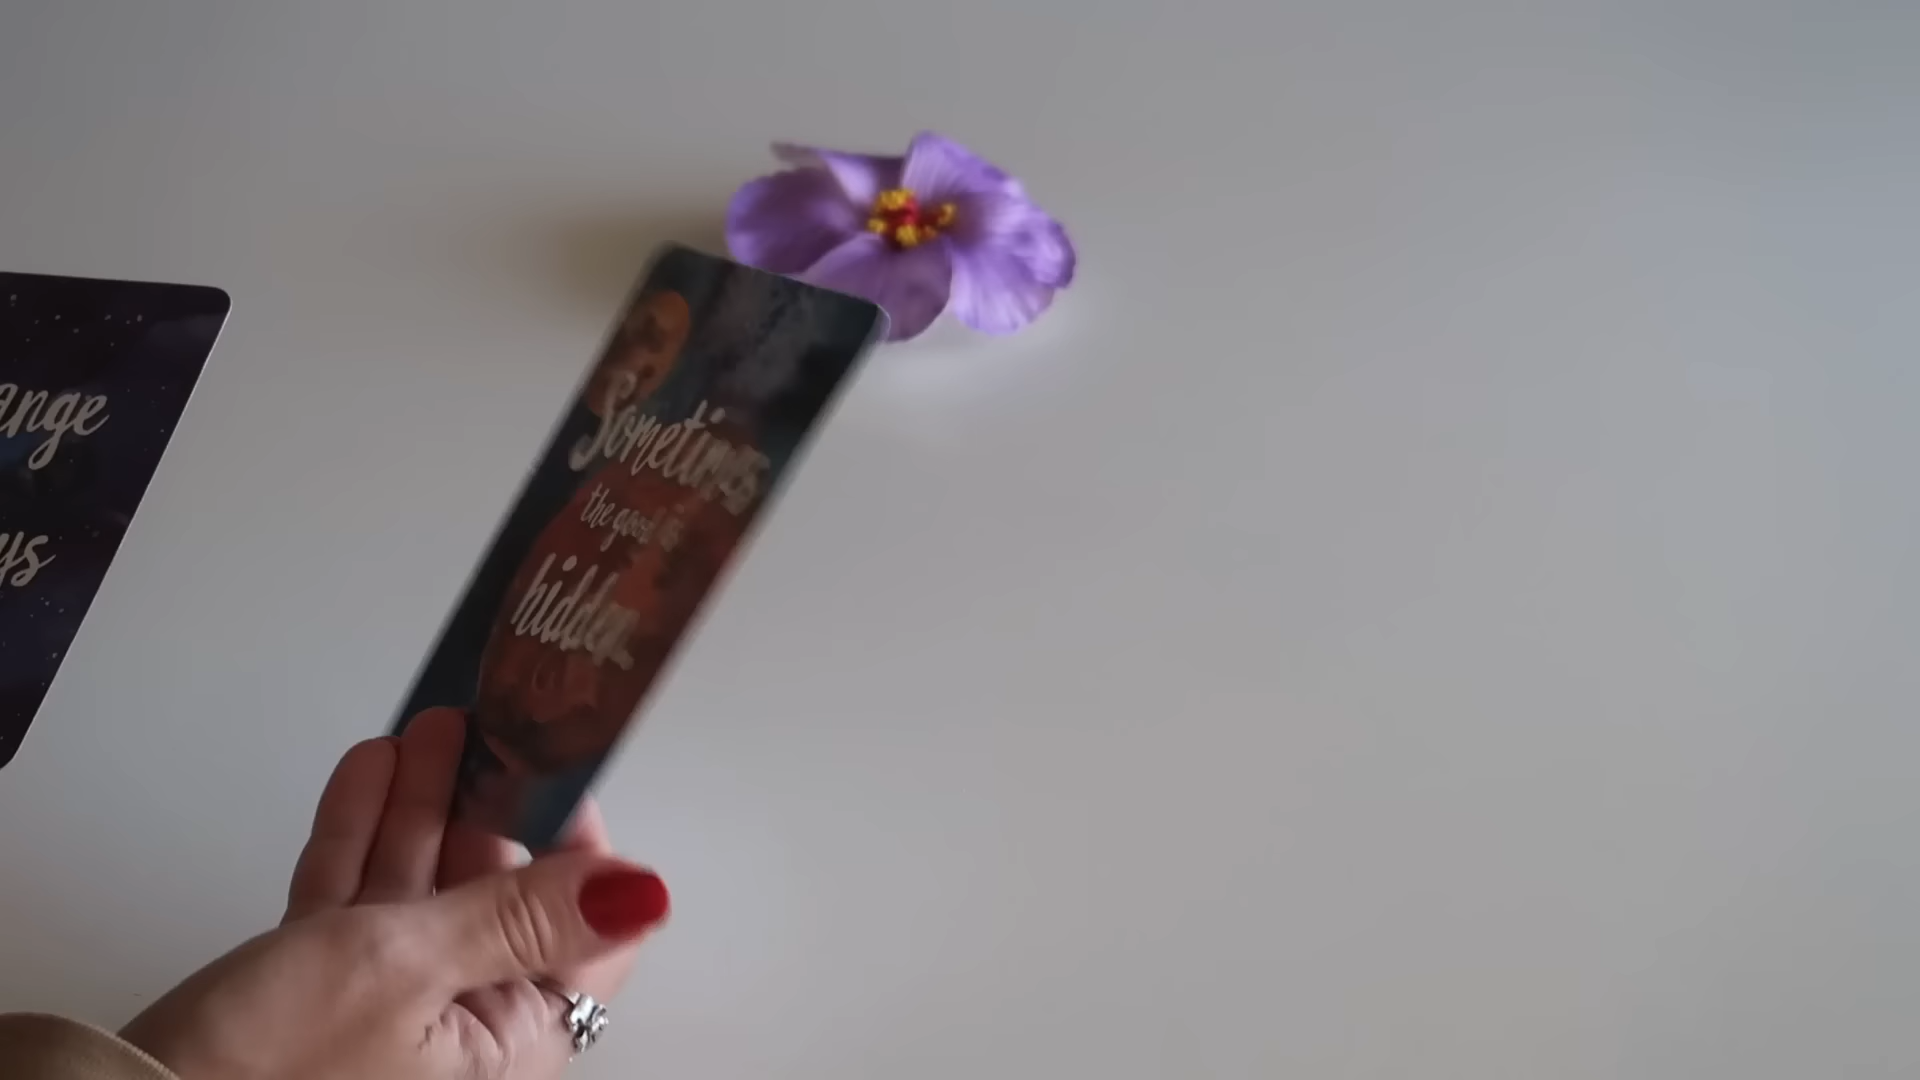 ange
ys
Sometimes
the good is
hidden